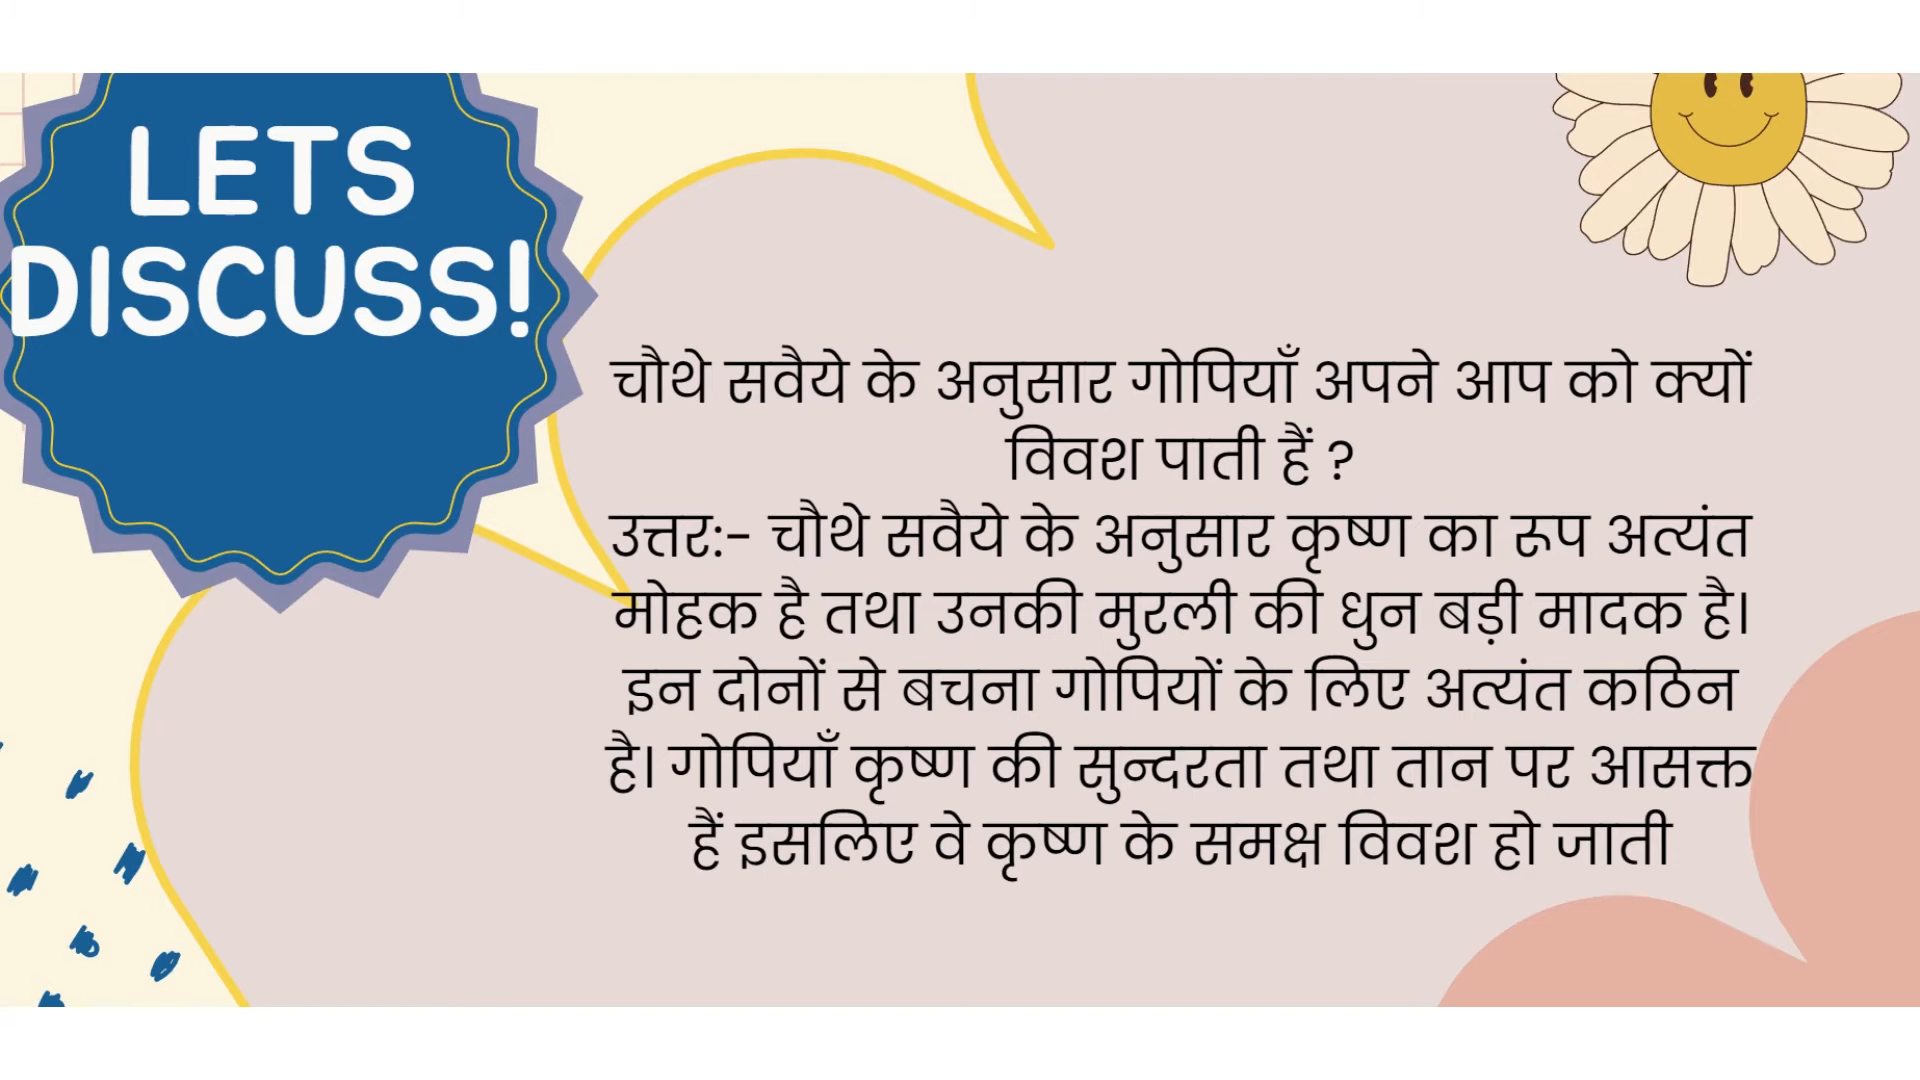 LETS
DISCUSS!
चौथे सवैये के अनुसार गोपियाँ अपने आप को क्यों
विवश पाती हैं ?
उत्तर:- चौथे सवैये के अनुसार कृष्ण का रूप अत्यंत
मोहक है तथा उनकी मुरली की धुन बड़ी मादक है।
इन दोनों से बचना गोपियों के लिए अत्यंत कठिन
है। गोपियाँ कृष्ण की सुन्दरता तथा तान पर आसक्त
हैं इसलिए वे कृष्ण के समक्ष विवश हो जाती